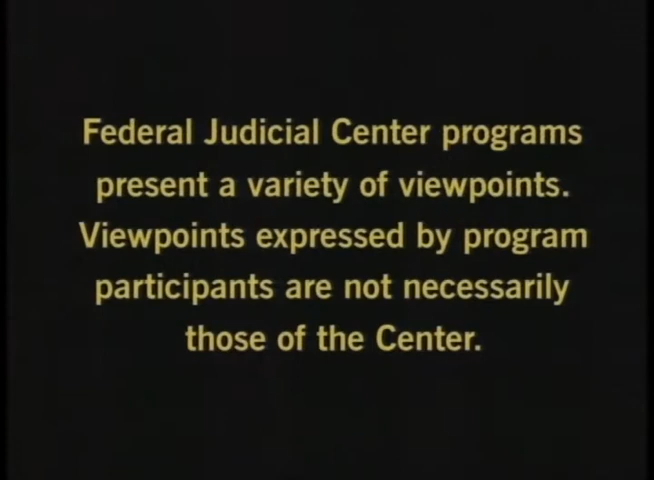 Federal Judicial Center programs
present a variety of viewpoints.
Viewpoints expressed by program
participants are not necessarily
those of the Center.